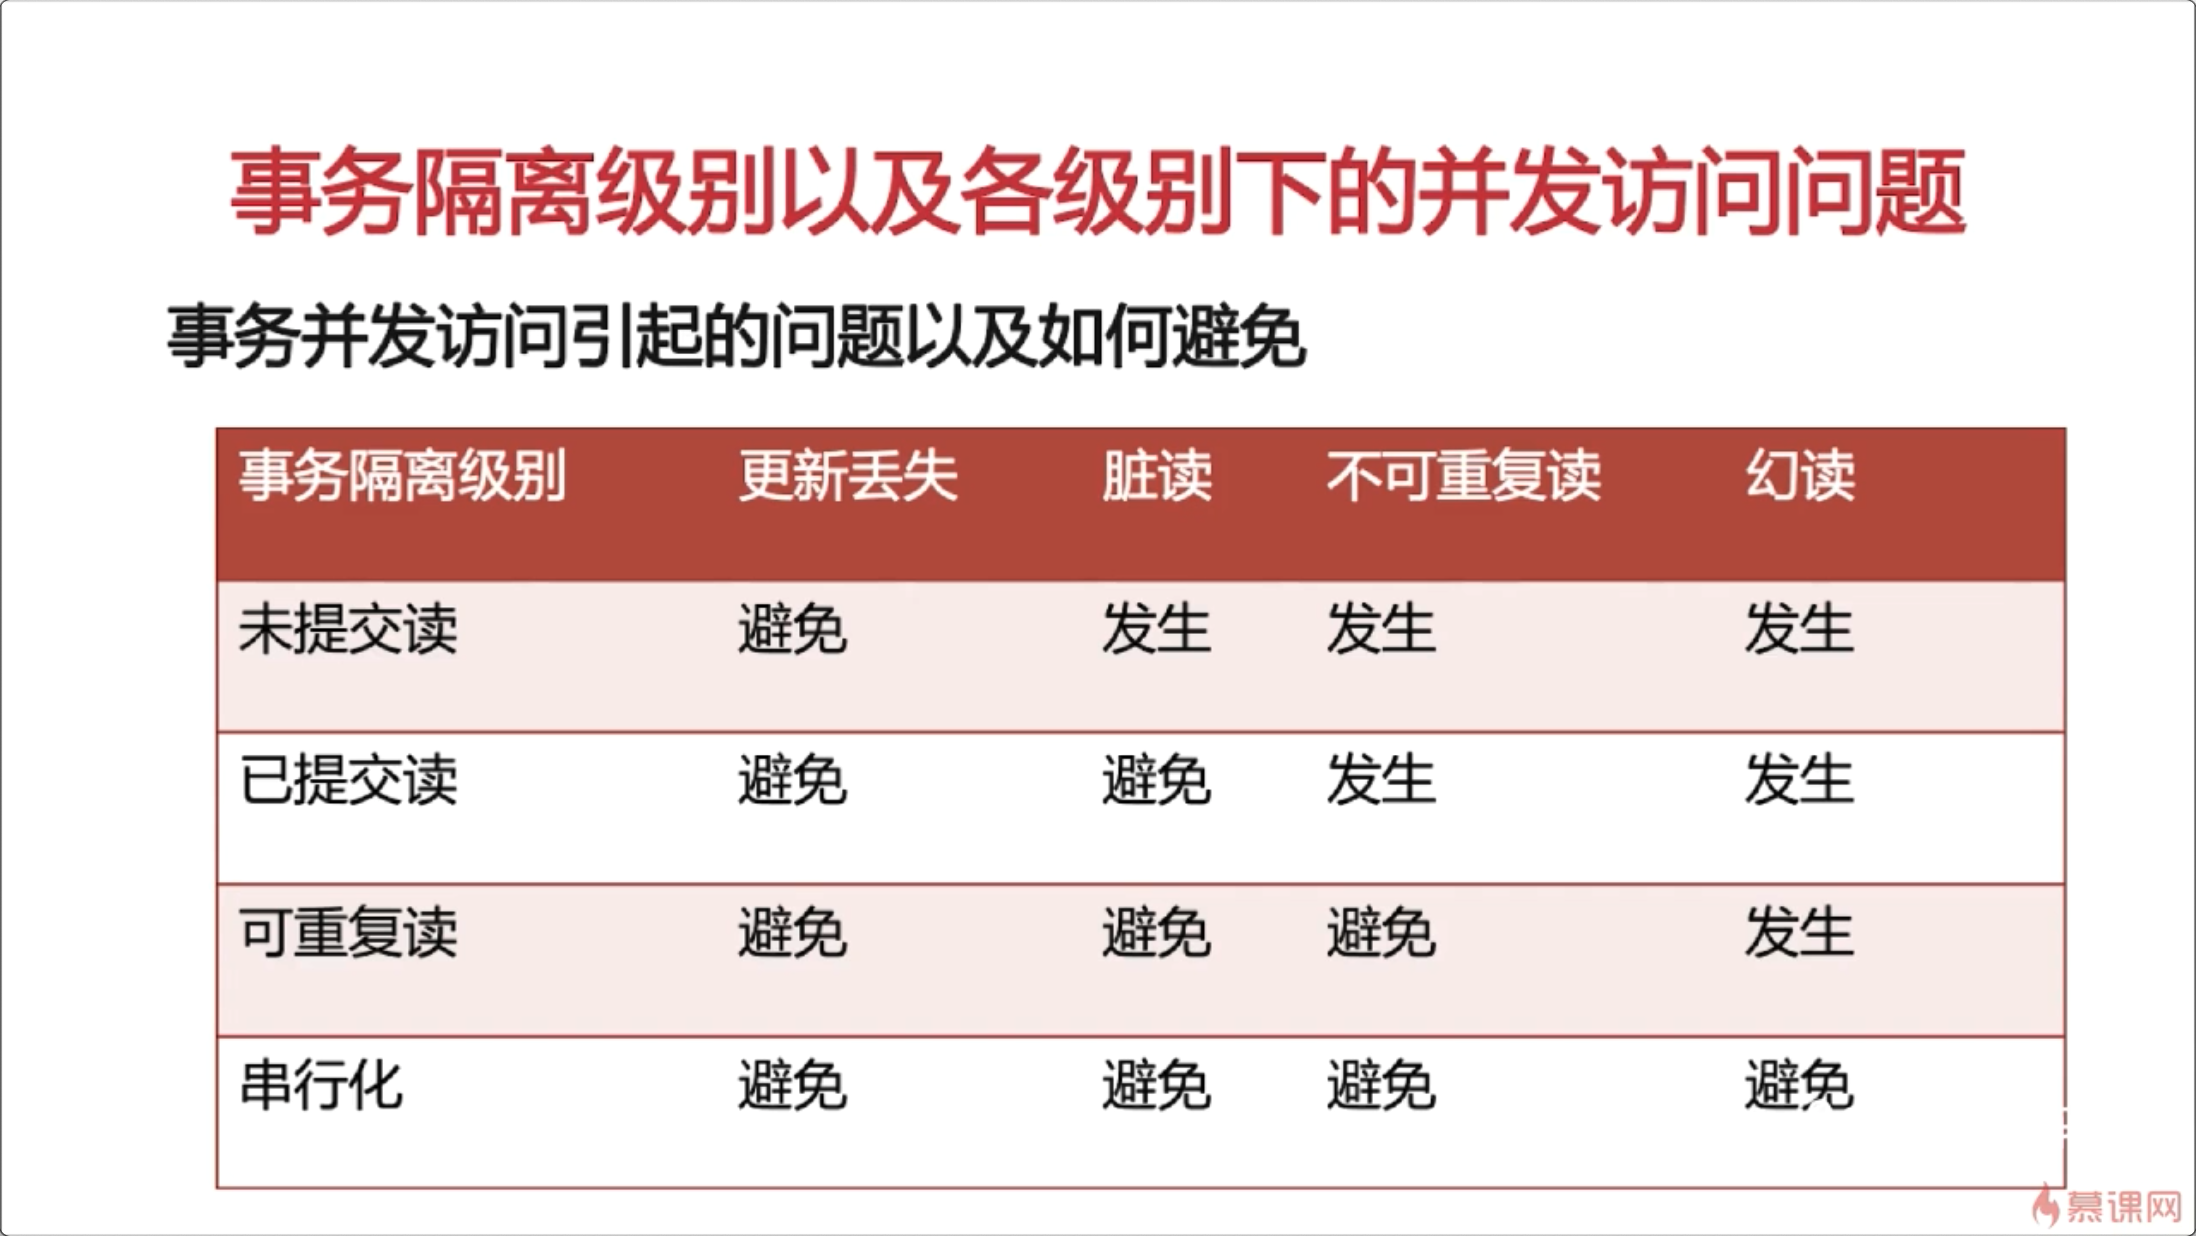 事务隔离级别以及各级别下的并发访问问题
事务并发访问引起的问题以及如何避免
事务隔离级别 更新丢失 脏读 不可重复读 幻读
未提交读 避免 发生 发生 发生
已提交读 避免 避免 发生 发生
可重复读 避免 避免 避免 发生
串行化 避免 避免 避免 避免
慕课网